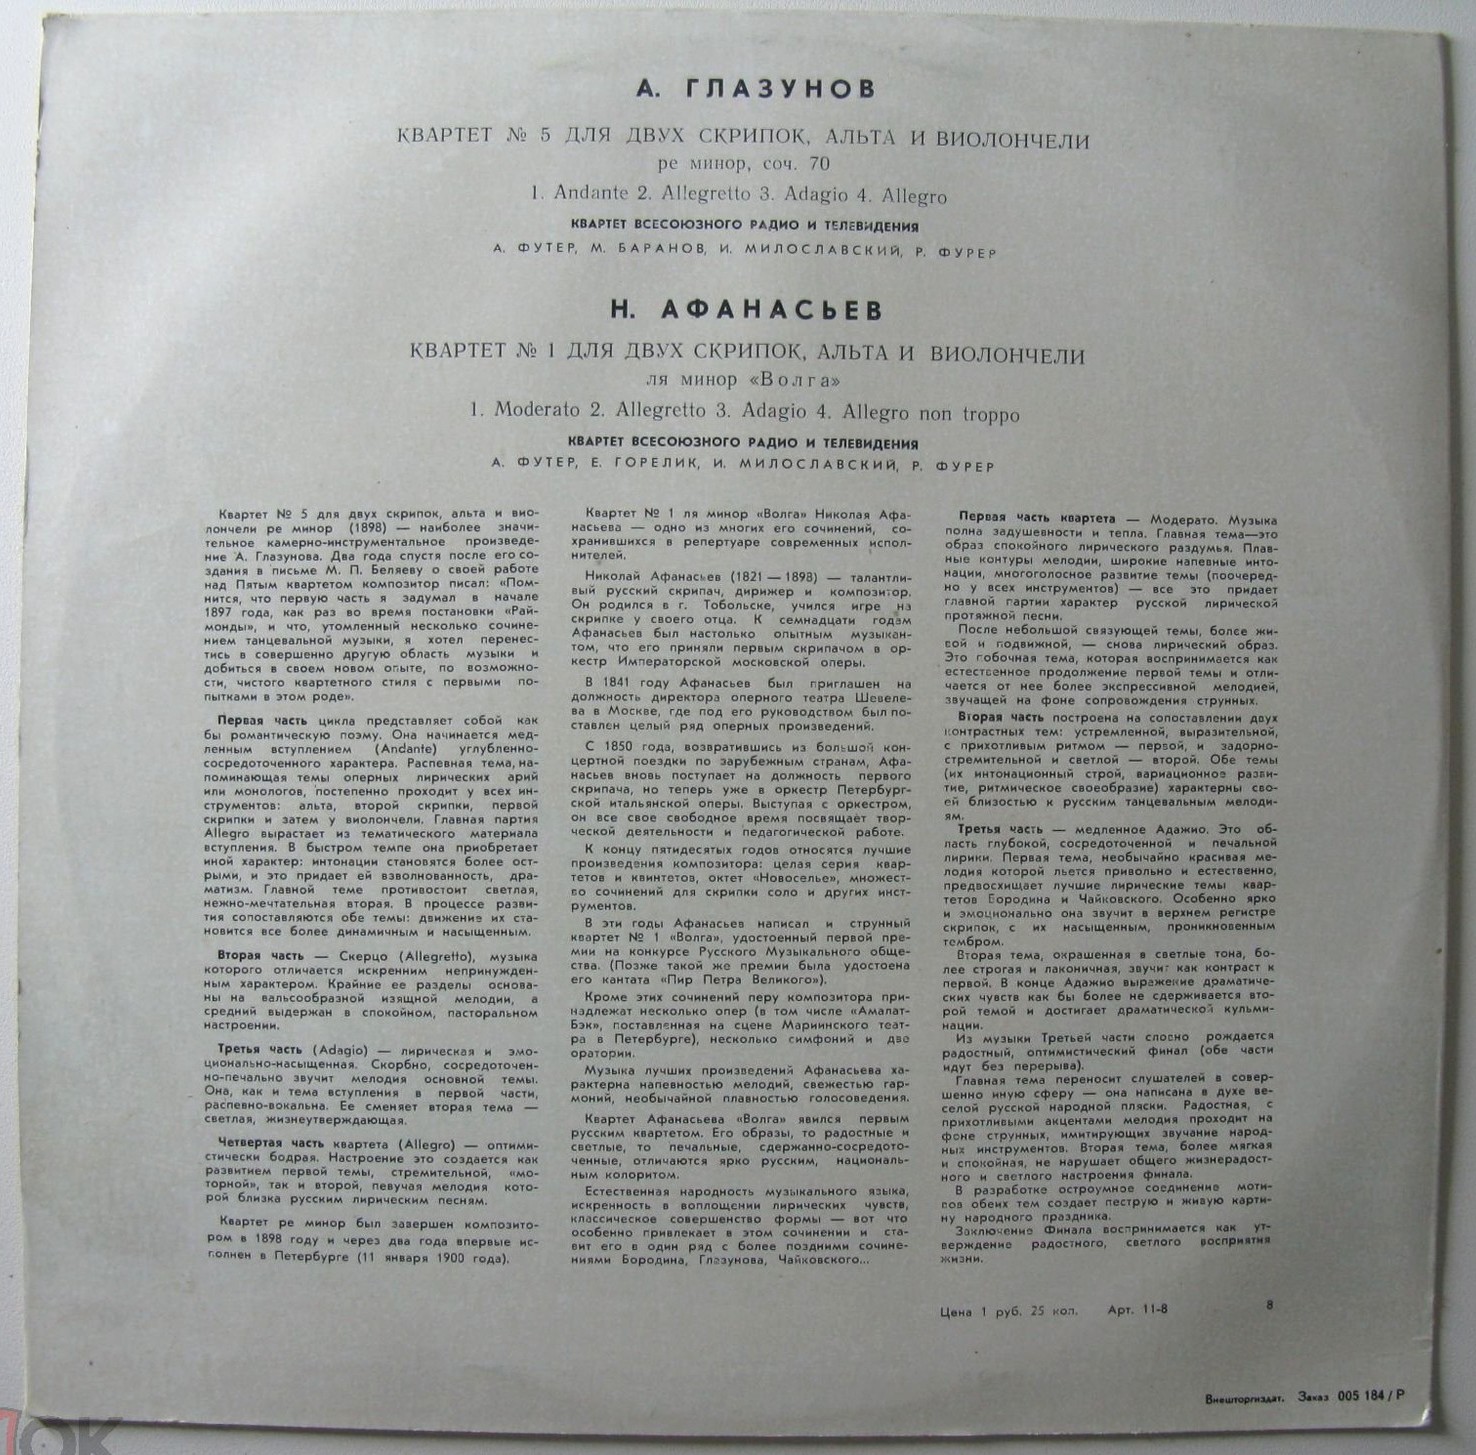 А. ГЛАЗУНОВ
КВАРТЕТ № 5 ДЛЯ ДВУХ СКРИПОК, АЛЬТА И ВИОЛОНЧЕЛИ
ре минор, соч. 70
1. Andante 2. Allegretto 3. Adagio 4. Allegro
КВАРТЕТ ВСЕСОЮЗНОГО РАДИО И ТЕЛЕВИДЕНИЯ
А. ФУТЕР, М. БАРАНОВ, И. МИЛОСЛАВСКИЙ, Р. ФУРЕР
Н. АФАНАСЬЕВ
КВАРТЕТ № 1 ДЛЯ ДВУХ СКРИПОК, АЛЬТА И ВИОЛОНЧЕЛИ
ля минор «Волга»
1. Moderato 2. Allegretto 3. Adagio 4. Allegro non troppo
КВАРТЕТ ВСЕСОЮЗНОГО РАДИО И ТЕЛЕВИДЕНИЯ
А. ФУТЕР, Е. ГОРЕЛИК, И. МИЛОСЛАВСКИЙ, Р. ФУРЕР
Квартет № 5 для двух скрипок, альта и вио-
лончели ре минор (1898) — наиболее значи-
тельное камерно-инструментальное произведе-
ние А. Глазунова. Два года спустя после его со-
здания в письме М. П. Беляеву о своей работе
над Пятым квартетом композитор писал: «Пом-
нится, что первую часть я задумал в начале
1897 года, как раз во время постановки «Рай-
монды», и что, утомленный несколько сочине-
нием танцевальной музыки, я хотел перенес-
тись в совершенно другую область музыки и
добиться в своем новом опыте, по возможно-
сти, чистого квартетного стиля с первыми по-
пытками в этом роде».
Первая часть цикла представляет собой как
бы романтическую поэму. Она начинается мед-
ленным вступлением (Andante) углубленно-
сосредоточенного характера. Распевная тема, на-
поминающая темы оперных лирических арий
или монологов, постепенно проходит у всех ин-
струментов: альта, второй скрипки, первой
скрипки и затем у виолончели. Главная партия
Allegro вырастает из тематического материала
вступления. В быстром темпе она приобретает
иной характер: интонации становятся более ост-
рыми, и это придает ей взволнованность, дра-
матизм. Главной теме противостоит светлая,
нежно-мечтательная вторая. В процессе разви-
тия сопоставляются обе темы: движение их ста-
новится все более динамичным и насыщенным.
Вторая часть — Скерцо (Allegretto), музыка
которого отличается искренним непринужден-
ным характером. Крайние ее разделы основа-
ны на вальсообразной изящной мелодии, а
средний выдержан в спокойном, пасторальном
настроении.
Третья часть (Adagio) — лирическая и эмо-
ционально-насыщенная. Скорбно, сосредоточен-
но-печально звучит мелодия основной темы.
Она, как и тема вступления в первой части,
распевно-вокальна. Ее сменяет вторая тема —
светлая, жизнеутверждающая.
Четвертая часть квартета (Allegro) — оптими-
стически бодрая. Настроение это создается как
развитием первой темы, стремительной, «мо-
торной», так и второй, певучая мелодия кото-
рой близка русским лирическим песням.
Квартет ре минор был завершен композито-
ром в 1898 году и через два года впервые ис-
полнен в Петербурге (11 января 1900 года).
Квартет № 1 ля минор «Волга» Николая Афа-
насьева — одно из многих его сочинений, со-
хранившихся в репертуаре современных испол-
нителей.
Николай Афанасьев (1821 — 1898) — талантли-
вый русский скрипач, дирижер и композитор.
Он родился в г. Тобольске, учился игре на
скрипке у своего отца. К семнадцати годам
Афанасьев был настолько опытным музыкан-
том, что его приняли первым скрипачом в ор-
кестр Императорской московской оперы.
В 1841 году Афанасьев был приглашен на
должность директора оперного театра Шевеле-
ва в Москве, где под его руководством был по-
ставлен целый ряд оперных произведений.
С 1850 года, возвратившись из большой кон-
цертной поездки по зарубежным странам, Афа-
насьев вновь поступает на должность первого
скрипача, но теперь уже в оркестр Петербург-
ской итальянской оперы. Выступая с оркестром,
он все свое свободное время посвящает твор-
ческой деятельности и педагогической работе.
К концу пятидесятых годов относятся лучшие
произведения композитора: целая серия квар-
тетов и квинтетов, октет «Новоселье», множест-
во сочинений для скрипки соло и других инст-
рументов.
В эти годы Афанасьев написал и струнный
квартет № 1 «Волга», удостоенный первой пре-
мии на конкурсе Русского Музыкального обще-
ства. (Позже такой же премии была удостоена
его кантата «Пир Петра Великого»).
Кроме этих сочинений перу композитора при-
надлежат несколько опер (в том числе «Амалат-
Бэк», поставленная на сцене Мариинского теат-
ра в Петербурге), несколько симфоний и две
оратории.
Музыка лучших произведений Афанасьева ха-
рактерна напевностью мелодий, свежестью гар-
моний, необычайной плавностью голосоведения.
Квартет Афанасьева «Волга» явился первым
русским квартетом. Его образы, то радостные и
светлые, то печальные, сдержанно-сосредото-
ченные, отличаются ярко русским, националь-
ным колоритом.
Естественная народность музыкального языка,
искренность в воплощении лирических чувств,
классическое совершенство формы — вот что
особенно привлекает в этом сочинении и ста-
вит его в один ряд с более поздними сочине-
ниями Бородина, Глазунова, Чайковского...
Первая часть квартета — Модерато. Музыка
полна задушевности и тепла. Главная тема—это
образ спокойного лирического раздумья. Плав-
ные контуры мелодии, широкие напевные инто-
нации, многоголосное развитие темы (поочеред-
но у всех инструментов) — все это придает
главной партии характер русской лирической
протяжной песни.
После небольшой связующей темы, более жи-
вой и подвижной, — снова лирический образ.
Это побочная тема, которая воспринимается как
естественное продолжение первой темы и отли-
чается от нее более экспрессивной мелодией,
звучащей на фоне сопровождения струнных.
Вторая часть построена на сопоставлении двух
контрастных тем: устремленной, выразительной,
с прихотливым ритмом — первой, и задорно-
стремительной и светлой — второй. Обе темы
(их интонационный строй, вариационное разви-
тие, ритмическое своеобразие) характерны сво-
ей близостью к русским танцевальным мелоди-
ям.
Третья часть — медленное Адажио. Это об-
ласть глубокой, сосредоточенной и печальной
лирики. Первая тема, необычайно красивая ме-
лодия которой льется привольно и естественно,
предвосхищает лучшие лирические темы квар-
тетов Бородина и Чайковского. Особенно ярко
и эмоционально она звучит в верхнем регистре
скрипок, с их насыщенным, проникновенным
тембром.
Вторая тема, окрашенная в светлые тона, бо-
лее строгая и лаконичная, звучит как контраст к
первой. В конце Адажио выражение драматиче-
ских чувств как бы более не сдерживается вто-
рой темой и достигает драматической кульми-
нации.
Из музыки Третьей части словно рождается
радостный, оптимистический финал (обе части
идут без перерыва).
Главная тема переносит слушателей в совер-
шенно иную сферу — она написана в духе ве-
селой русской народной пляски. Радостная, с
прихотливыми акцентами мелодия проходит на
фоне струнных, имитирующих звучание народ-
ных инструментов. Вторая тема, более мягкая
и спокойная, не нарушает общего жизнерадост-
ного и светлого настроения финала.
В разработке остроумное соединение моти-
вов обеих тем создает пеструю и живую карти-
ну народного праздника.
Заключение Финала воспринимается как ут-
верждение радостного, светлого восприятия
жизни.
Цена 1 руб. 25 коп. Арт. 11-8 8
Внешторгиздат. Заказ 005 184/Р
ОК